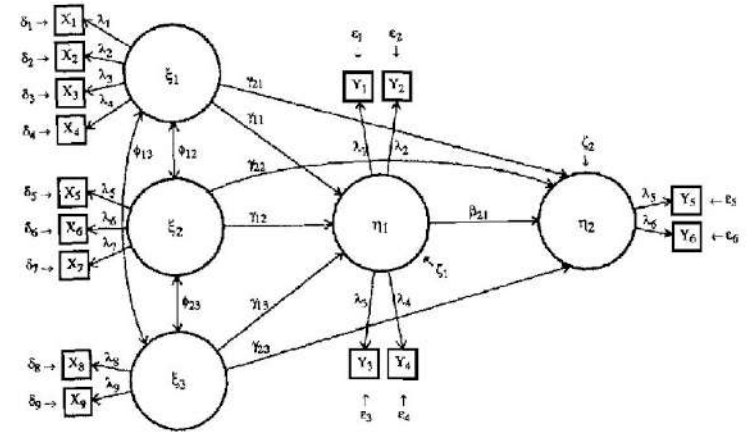 δ₁ → X₁ λ₁
δ₂ → X₂ λ₂
δ₃ → X₃ λ₃
δ₄ → X₄ λ₄
ξ₁
ε₁ ε₂
Y₁ Y₂
γ₂₁
γ₁₁
ϕ₁₃ ϕ₁₂
γ₂₂
λ₂
ζ₂
δ₅ → X₅ λ₅
δ₆ → X₆ λ₆
δ₇ → X₇ λ₇
ξ₂
γ₁₂
η₁
β₂₁
η₂
λ₅ Y₅ ← ε₅
λ₆ Y₆ ← ε₆
ζ₁
ϕ₂₃
γ₁₃
λ₄
γ₂₃
δ₈ → X₈ λ₈
δ₉ → X₉ λ₉
ξ₃
Y₃ Y₄
ε₃ ε₄